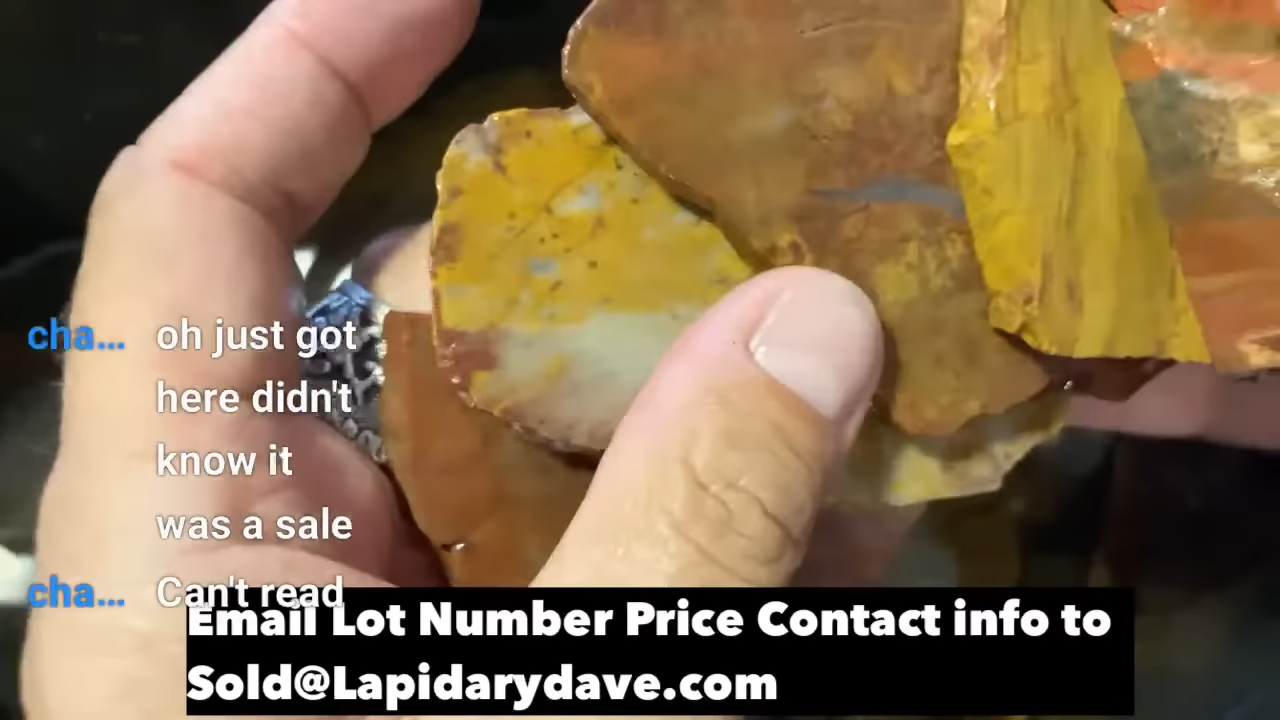 cha... oh just got
here didn't
know it
was a sale
cha... Can't read
Email Lot Number Price Contact info to
Sold@Lapidarydave.com